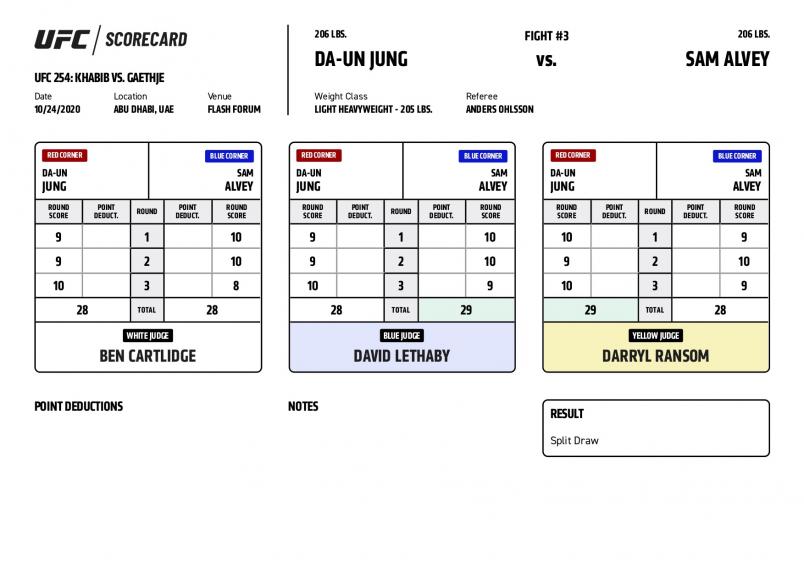 UFC / SCORECARD
UFC 254: KHABIB VS. GAETHJE
Date Location Venue
10/24/2020 ABU DHABI, UAE FLASH FORUM
206 LBS. FIGHT #3 206 LBS.
DA-UN JUNG vs. SAM ALVEY
Weight Class Referee
LIGHT HEAVYWEIGHT - 205 LBS. ANDERS OHLSSON
RED CORNER BLUE CORNER
DA-UN SAM
JUNG ALVEY
ROUND SCORE POINT DEDUCT. ROUND POINT DEDUCT. ROUND SCORE
9 1 10
9 2 10
10 3 8
28 TOTAL 28
WHITE JUDGE
BEN CARTLIDGE
RED CORNER BLUE CORNER
DA-UN SAM
JUNG ALVEY
ROUND SCORE POINT DEDUCT. ROUND POINT DEDUCT. ROUND SCORE
9 1 10
9 2 10
10 3 9
28 TOTAL 29
BLUE JUDGE
DAVID LETHABY
RED CORNER BLUE CORNER
DA-UN SAM
JUNG ALVEY
ROUND SCORE POINT DEDUCT. ROUND POINT DEDUCT. ROUND SCORE
10 1 9
9 2 10
10 3 9
29 TOTAL 28
YELLOW JUDGE
DARRYL RANSOM
POINT DEDUCTIONS
NOTES
RESULT
Split Draw